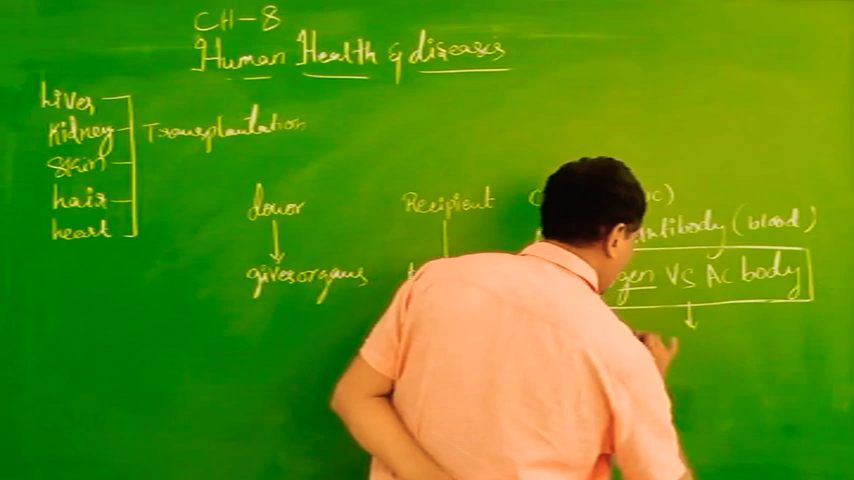 CH-8
Human Health & diseases
Liver
Kidney
Skin
hair
heart
Transplantation
donor
gives organs
Recipient
Antibody (blood)
gen VS Ac body